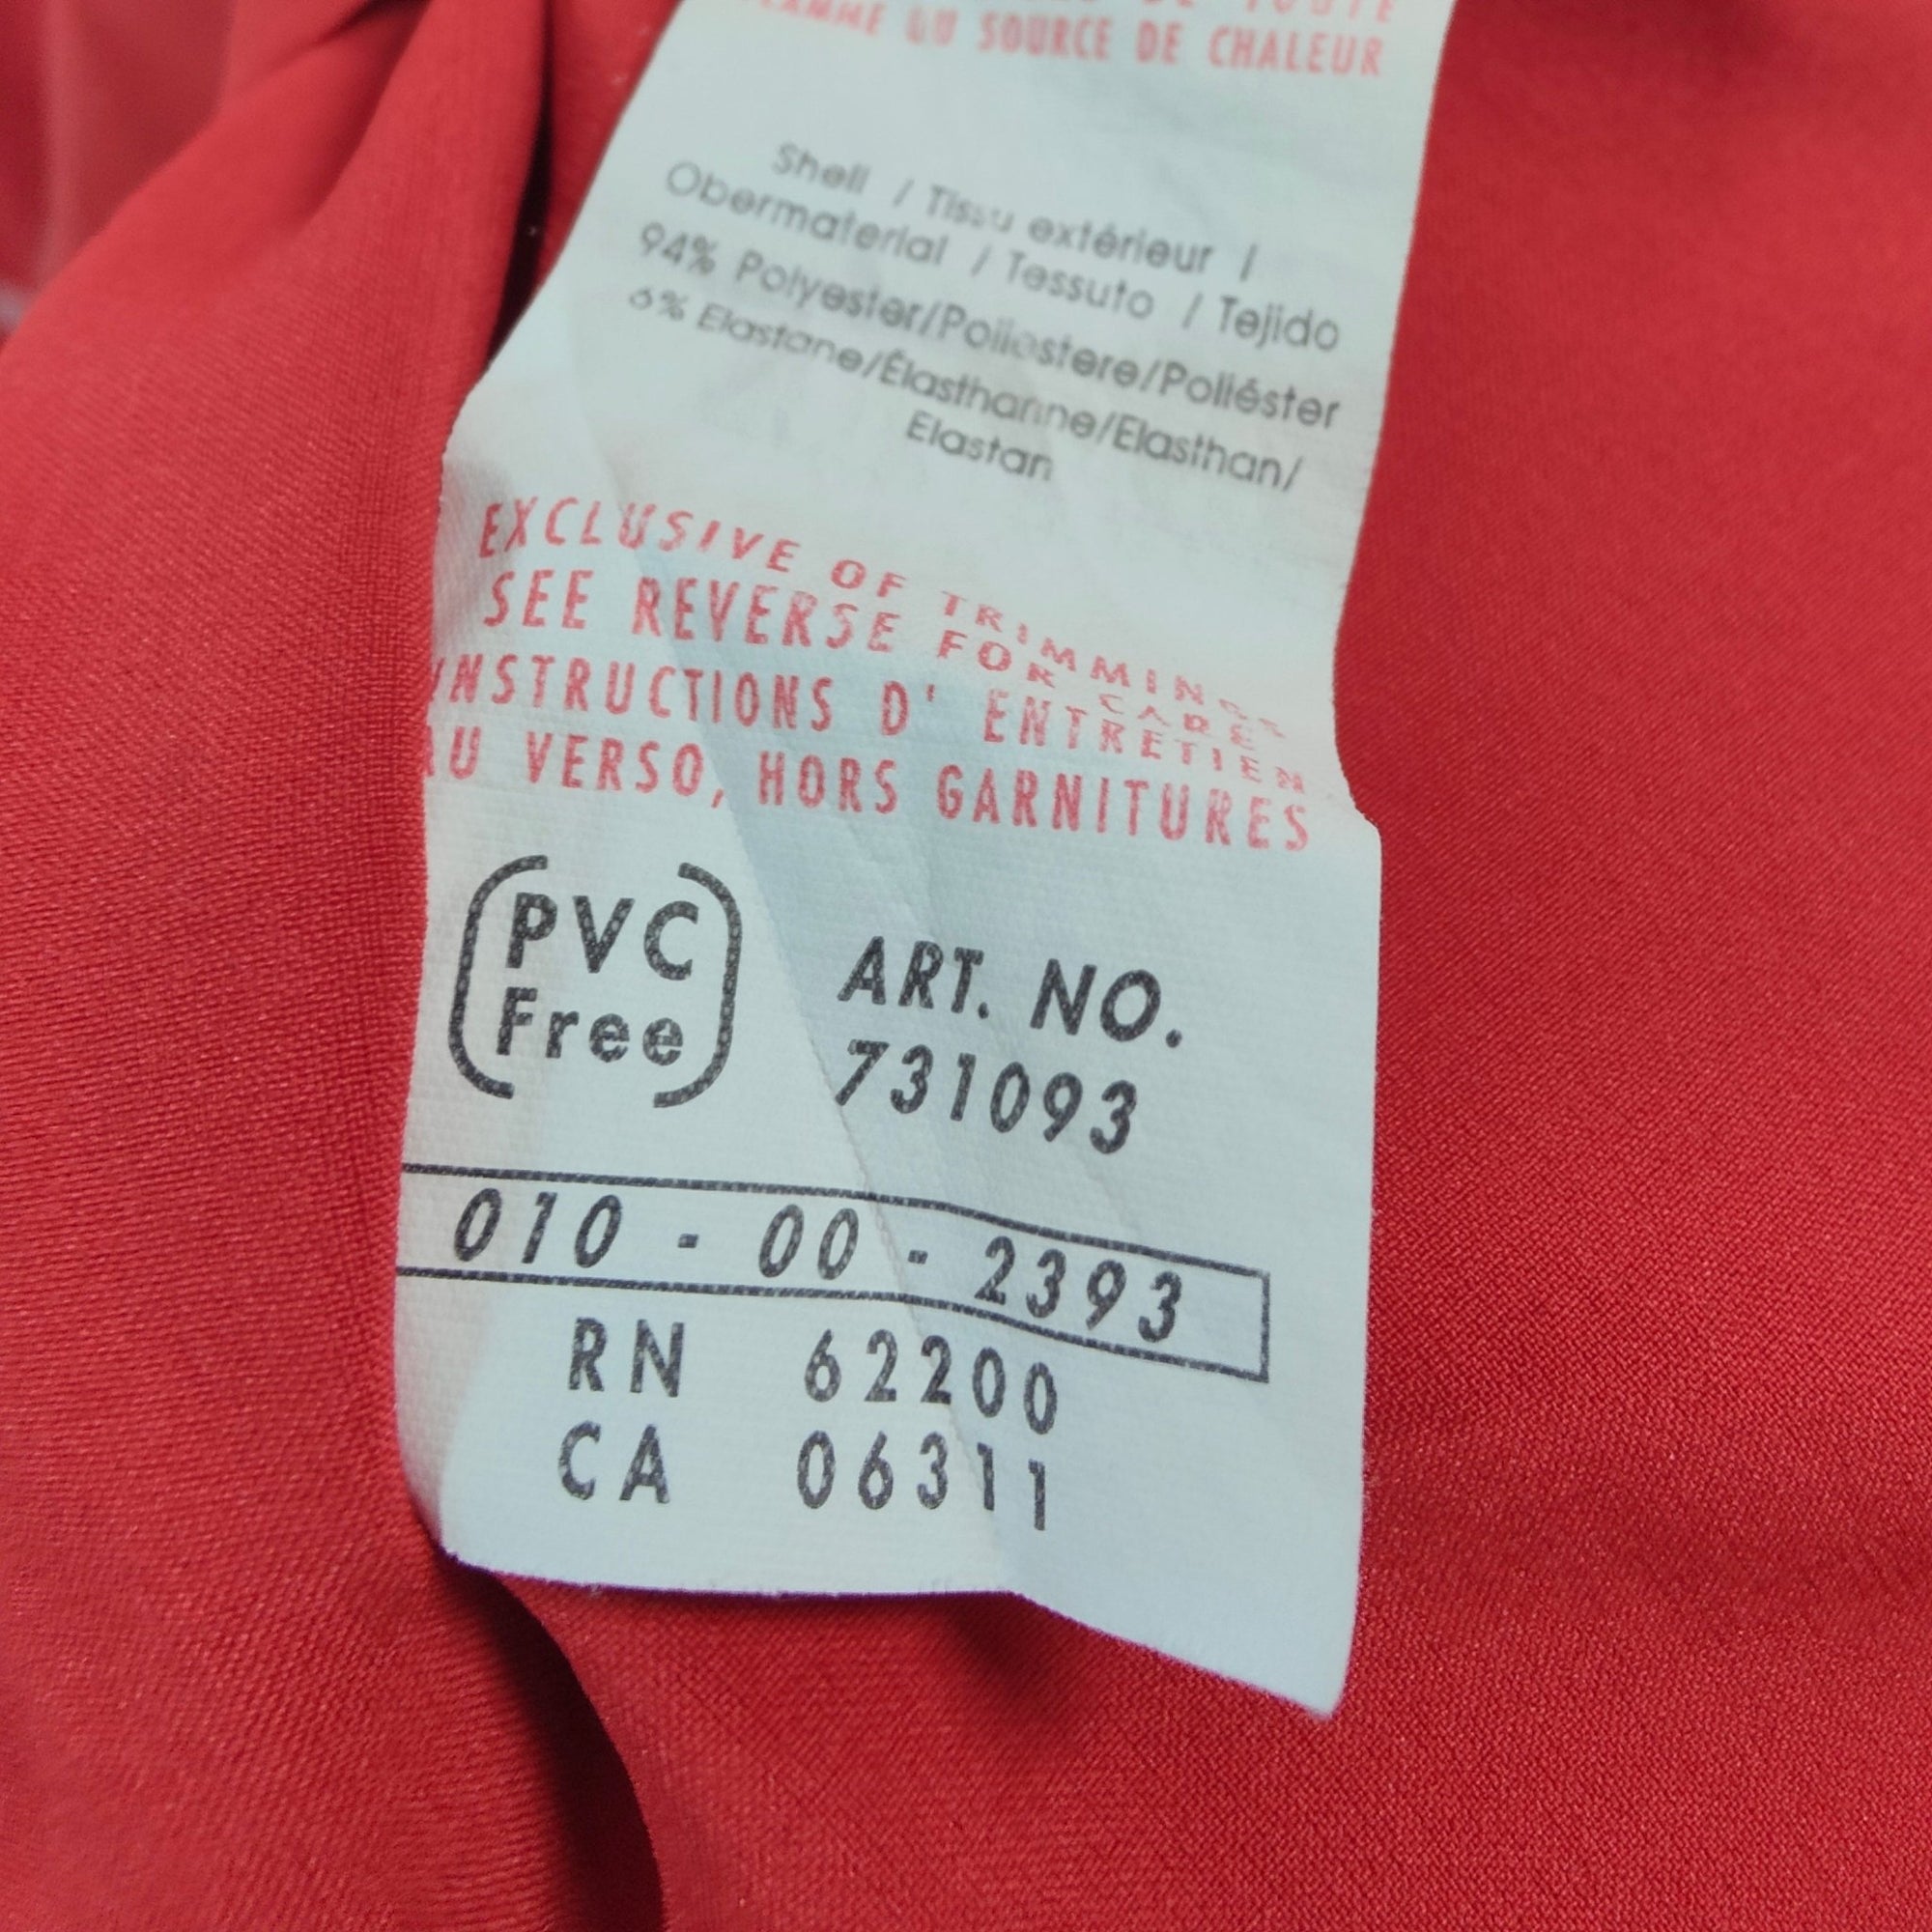 DE TOUTE
FLAMME OU SOURCE DE CHALEUR
Shell / Tissu extérieur /
Obermaterial / Tessuto / Tejido
94% Polyester/Poliestere/Poliéster
6% Elastane/Élasthanne/Elasthan/
Elastan
EXCLUSIVE OF TRIMMINGS
SEE REVERSE FOR CARE
INSTRUCTIONS D' ENTRETIEN
AU VERSO, HORS GARNITURES
PVC
Free
ART. NO.
731093
010 - 00 - 2393
RN 62200
CA 06311